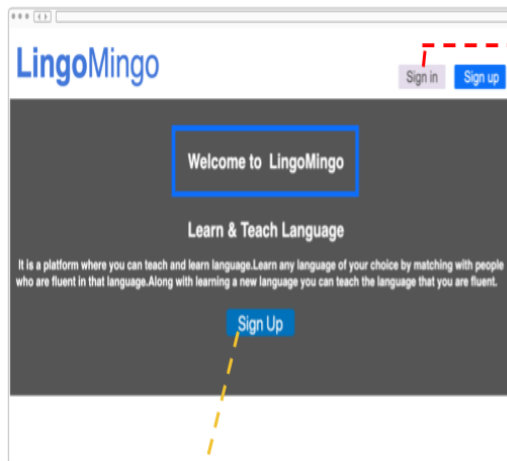 LingoMingo
Sign in
Sign up
Welcome to LingoMingo
Learn & Teach Language
It is a platform where you can teach and learn language.Learn any language of your choice by matching with people
who are fluent in that language.Along with learning a new language you can teach the language that you are fluent.
Sign Up